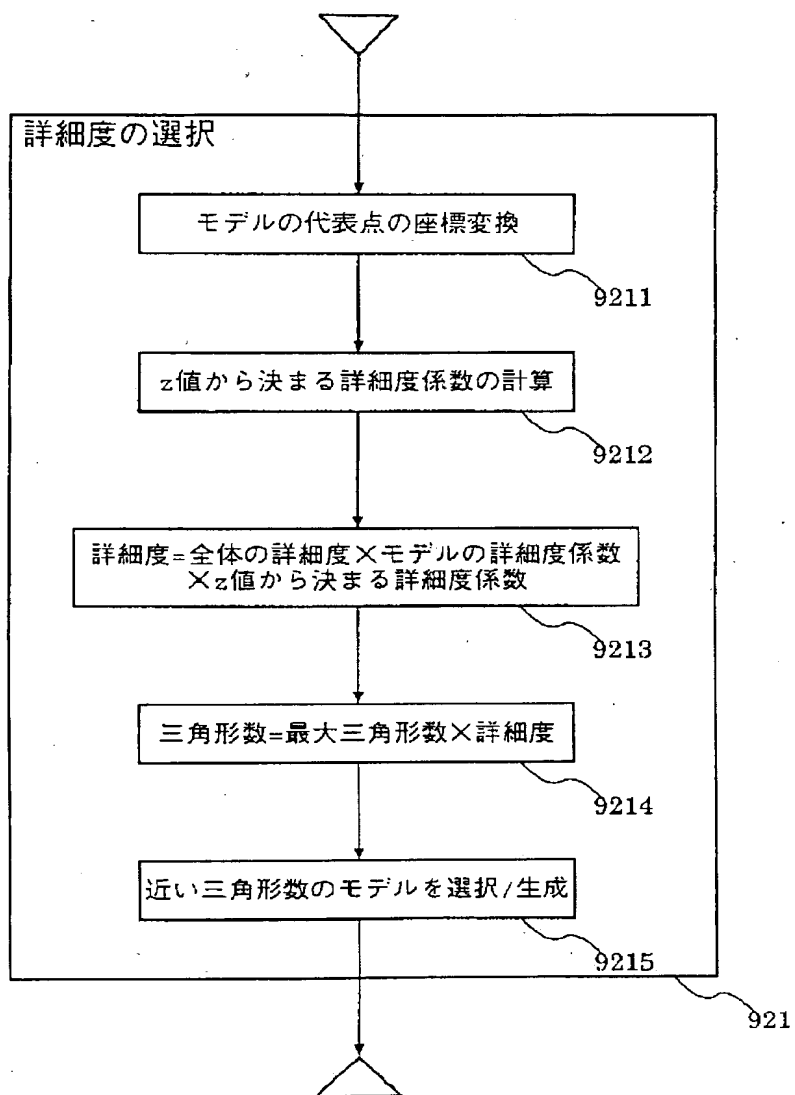 詳細度の選択
モデルの代表点の座標変換
9211
z値から決まる詳細度係数の計算
9212
詳細度=全体の詳細度×モデルの詳細度係数
×z値から決まる詳細度係数
9213
三角形数=最大三角形数×詳細度
9214
近い三角形数のモデルを選択/生成
9215
921